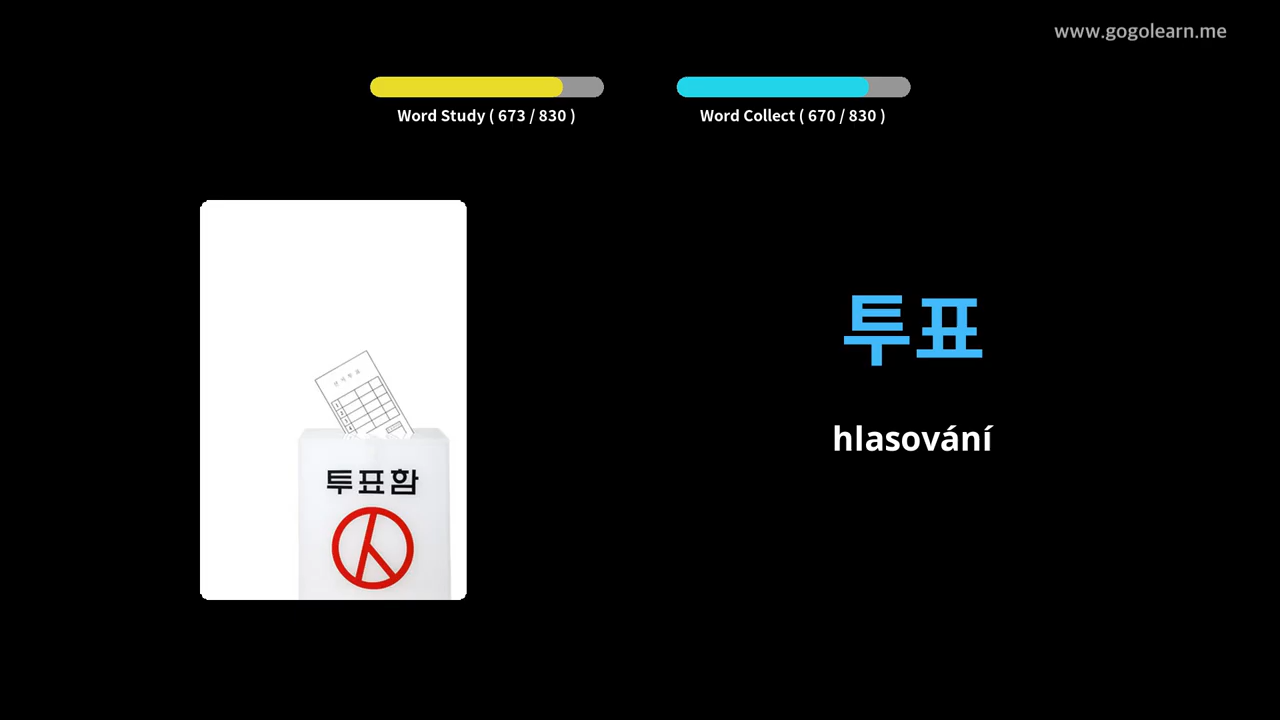 www.gogolearn.me
Word Study ( 673 / 830 )
Word Collect ( 670 / 830 )
투표
hlasování
투표함